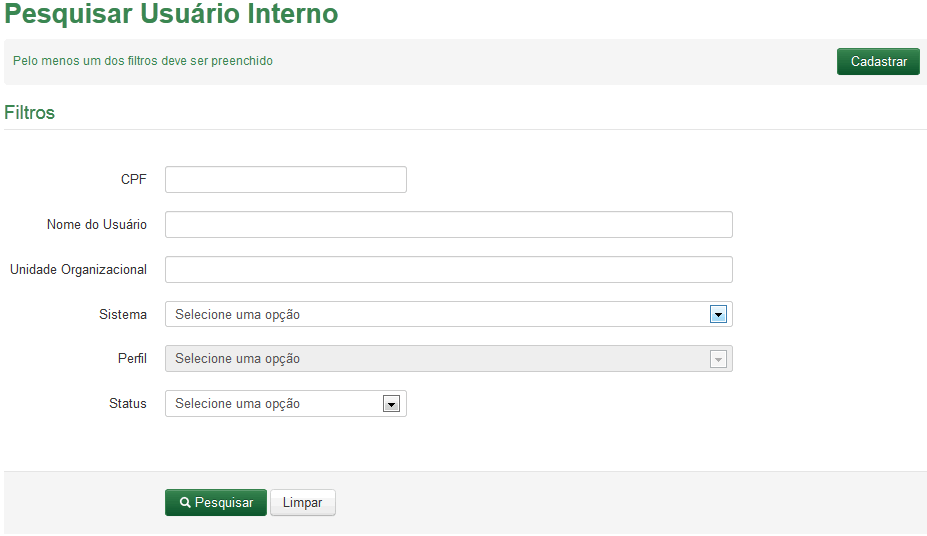 Pesquisar Usuário Interno
Pelo menos um dos filtros deve ser preenchido
Cadastrar
Filtros
CPF
Nome do Usuário
Unidade Organizacional
Sistema Selecione uma opção
Perfil Selecione uma opção
Status Selecione uma opção
Pesquisar Limpar